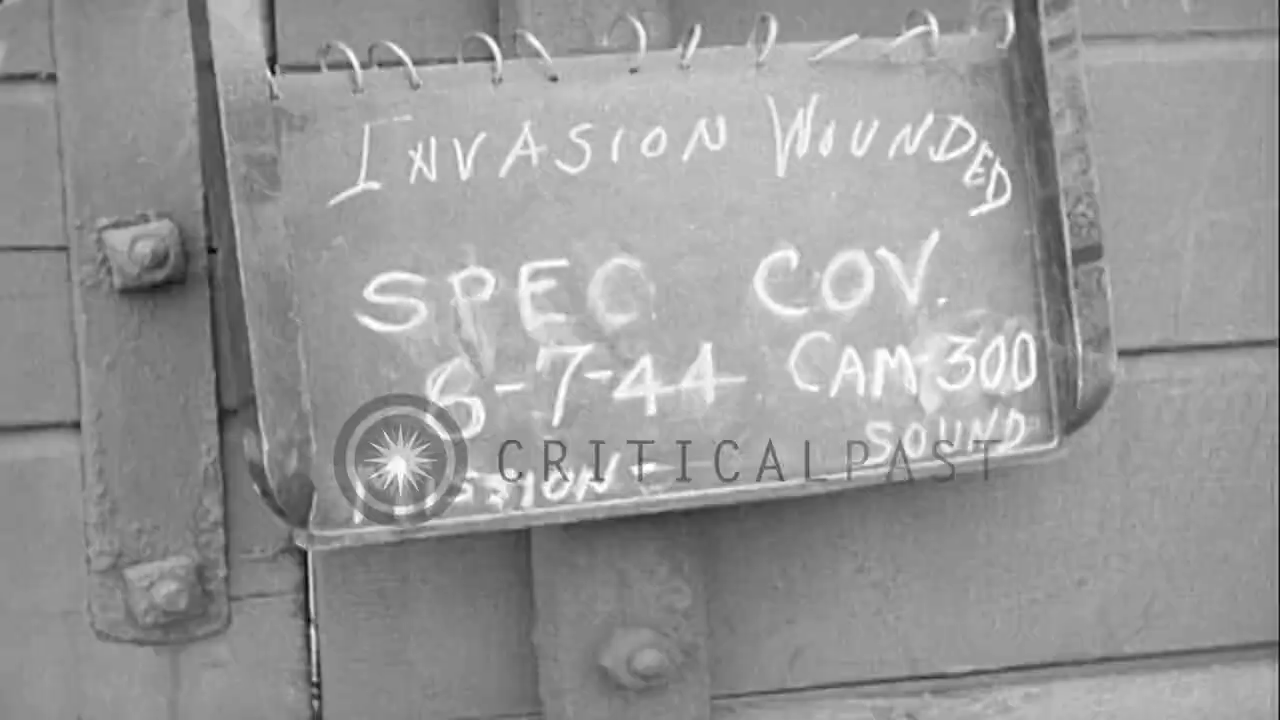 INVASION WOUNDED
SPEC COV.
6-7-44 CAM-300
SOUND
CRITICALPAST